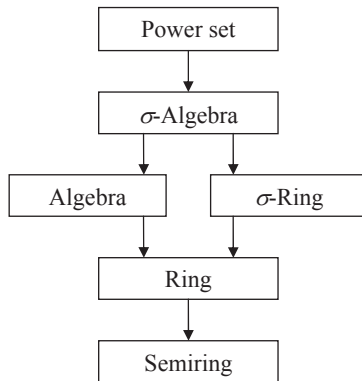 Power set
σ-Algebra
Algebra
σ-Ring
Ring
Semiring